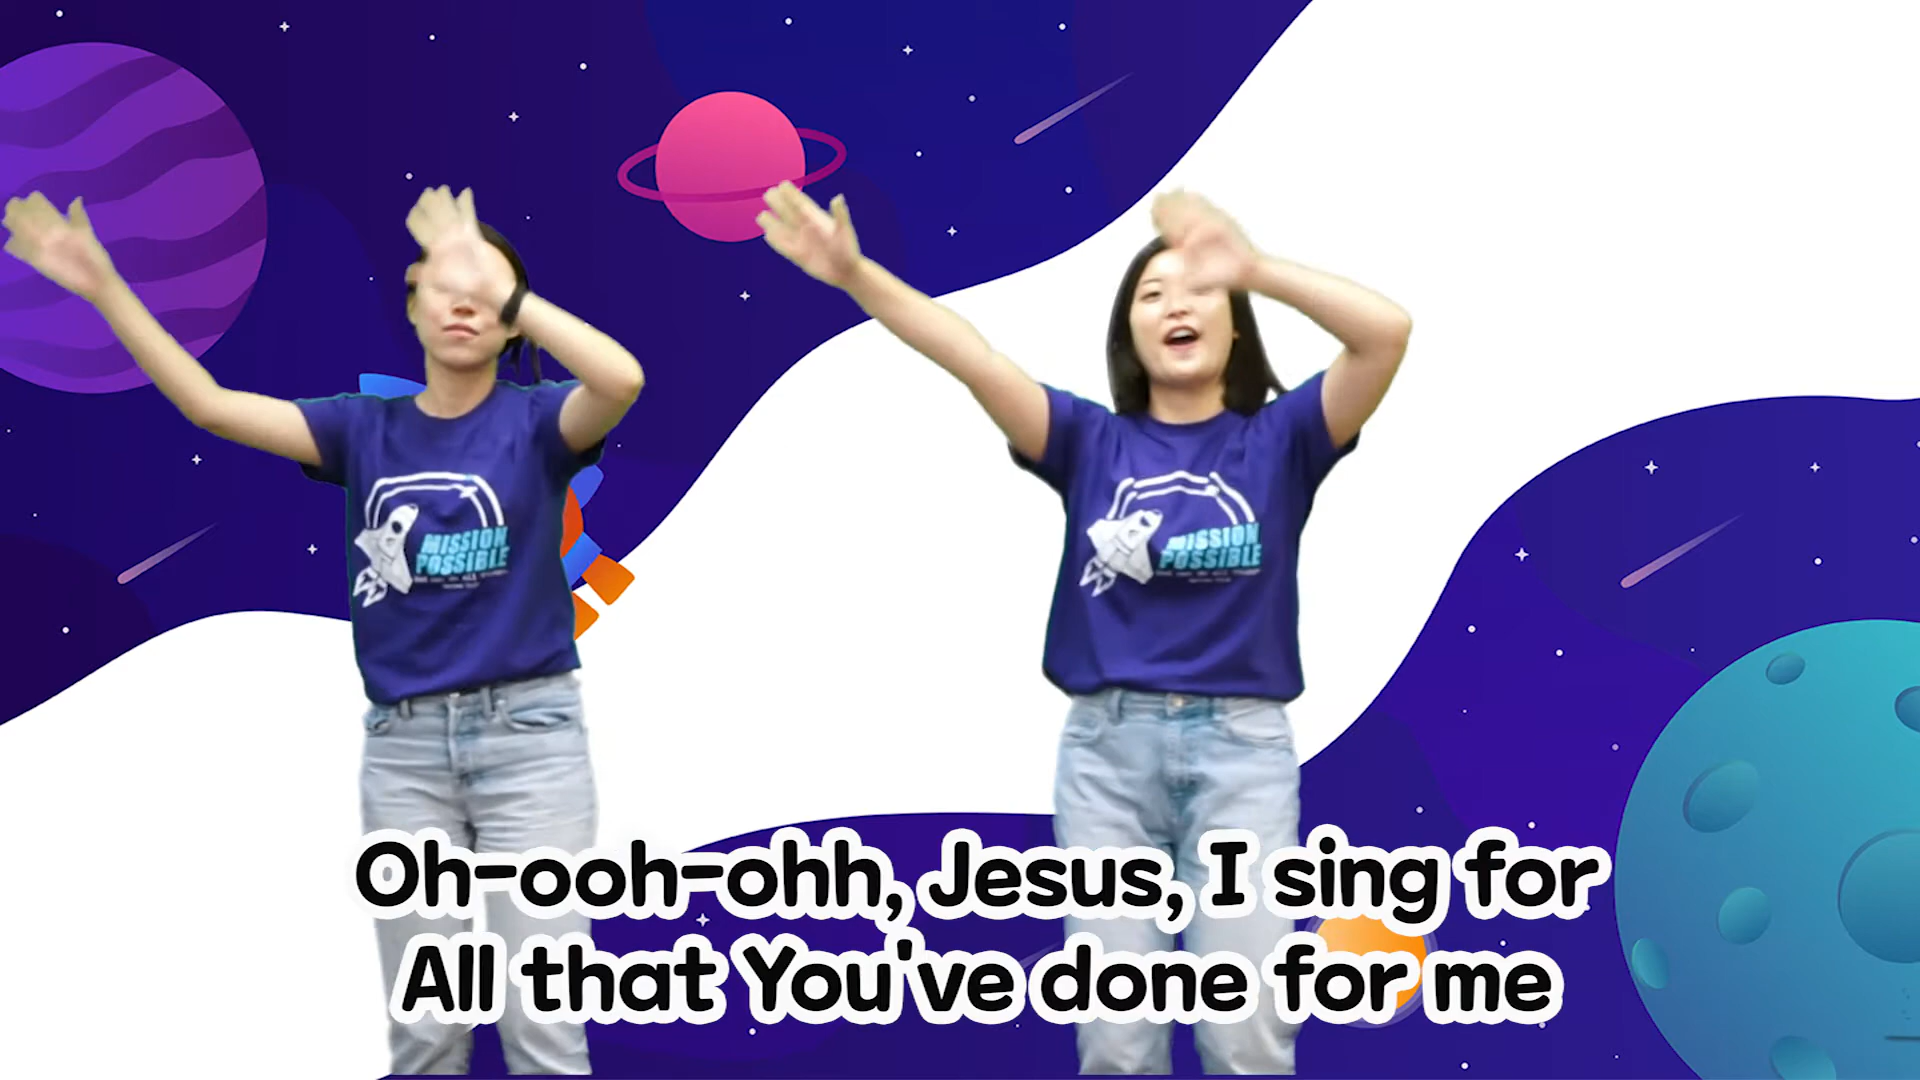 MISSION
POSSIBLE
MISSION
POSSIBLE
Oh-ooh-ohh, Jesus, I sing for
All that You've done for me